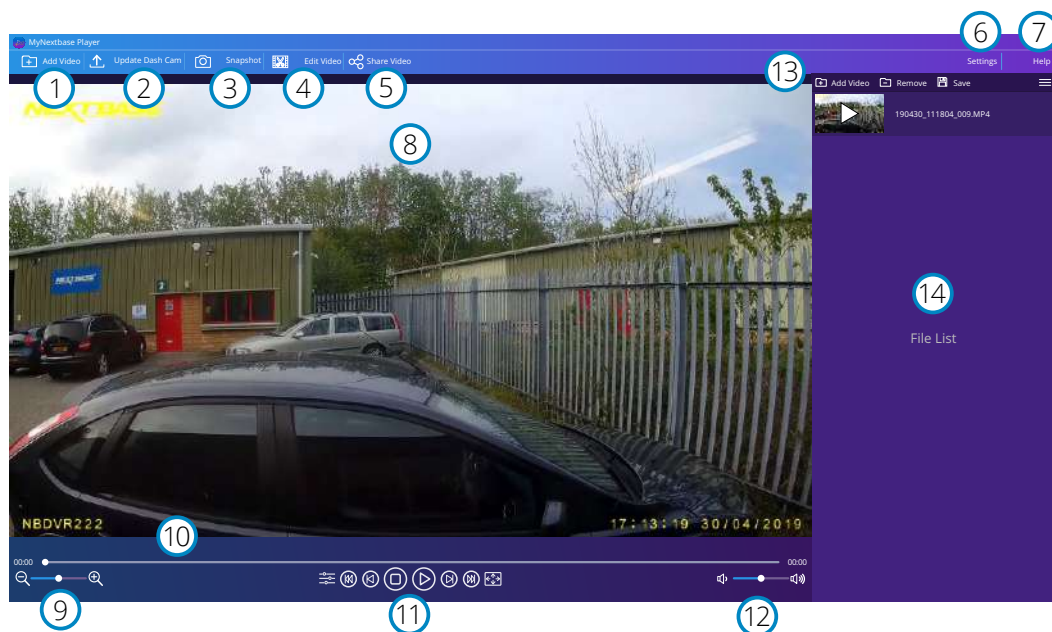 6
7
MyNextbase Player
Add Video
Update Dash Cam
Snapshot
Edit Video
Share Video
Settings
Help
1
2
3
4
5
13
Add Video
Remove
Save
NEXTBASE
190430_111804_009.MP4
8
NEXTBASE
2
14
File List
NBDVR222
17:13:19 30/04/2019
10
00:00
00:00
9
11
12